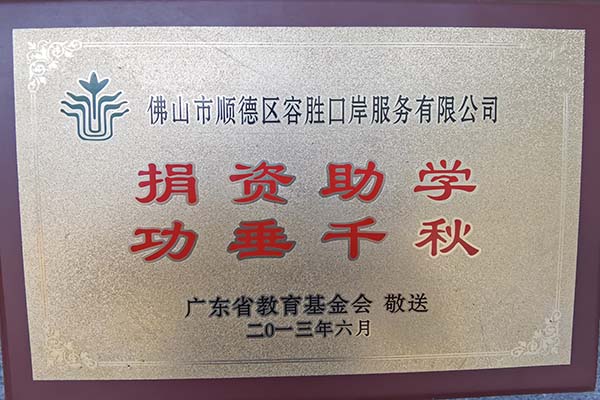 佛山市顺德区容胜口岸服务有限公司
捐资助学
功垂千秋
广东省教育基金会 敬送
二〇一三年六月